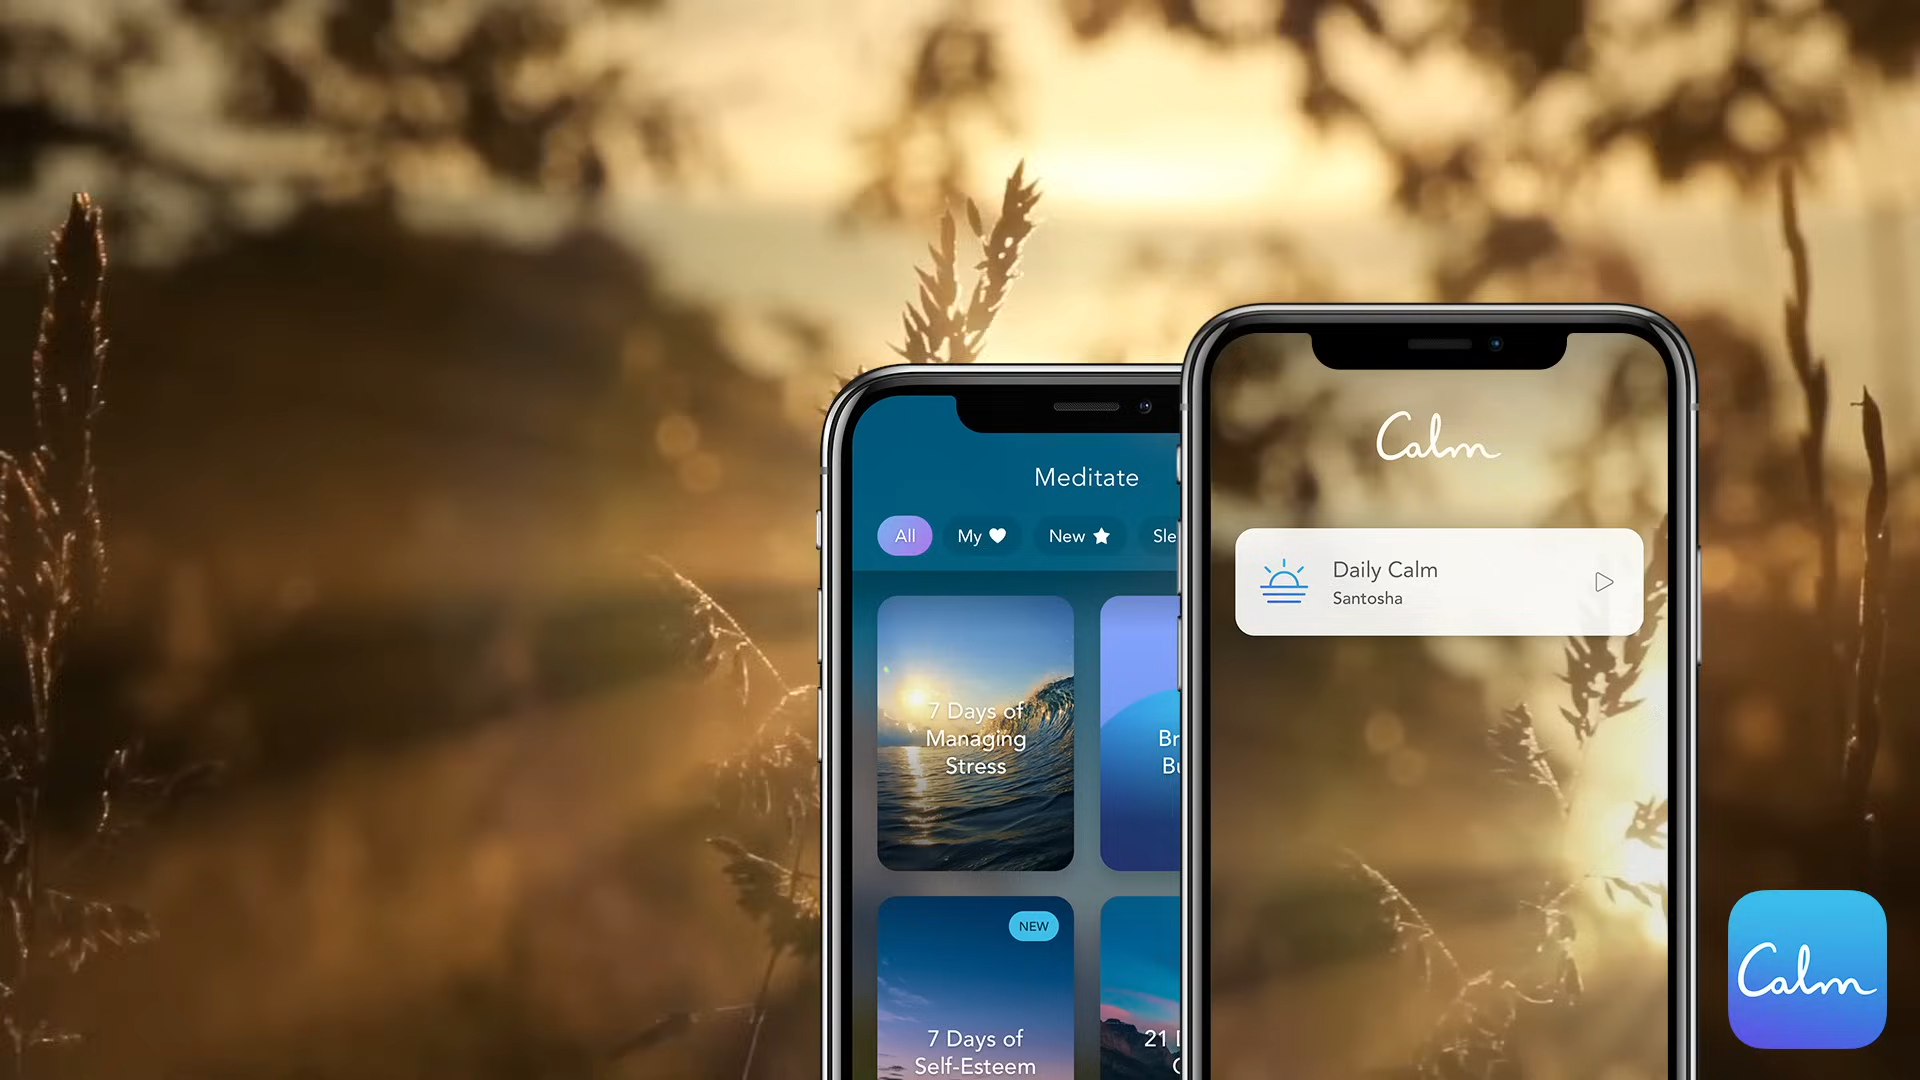 Meditate
All
My
New
7 Days of
Managing
Stress
NEW
7 Days of
Self-Esteem
21
Calm
Daily Calm
Santosha
Calm